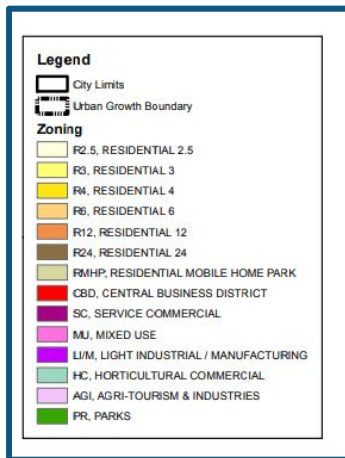 Legend
City Limits
Urban Growth Boundary
Zoning
R2.5, RESIDENTIAL 2.5
R3, RESIDENTIAL 3
R4, RESIDENTIAL 4
R6, RESIDENTIAL 6
R12, RESIDENTIAL 12
R24, RESIDENTIAL 24
RMHP, RESIDENTIAL MOBILE HOME PARK
CBD, CENTRAL BUSINESS DISTRICT
SC, SERVICE COMMERCIAL
MU, MIXED USE
LI/M, LIGHT INDUSTRIAL / MANUFACTURING
HC, HORTICULTURAL COMMERCIAL
AGI, AGRI-TOURISM & INDUSTRIES
PR, PARKS